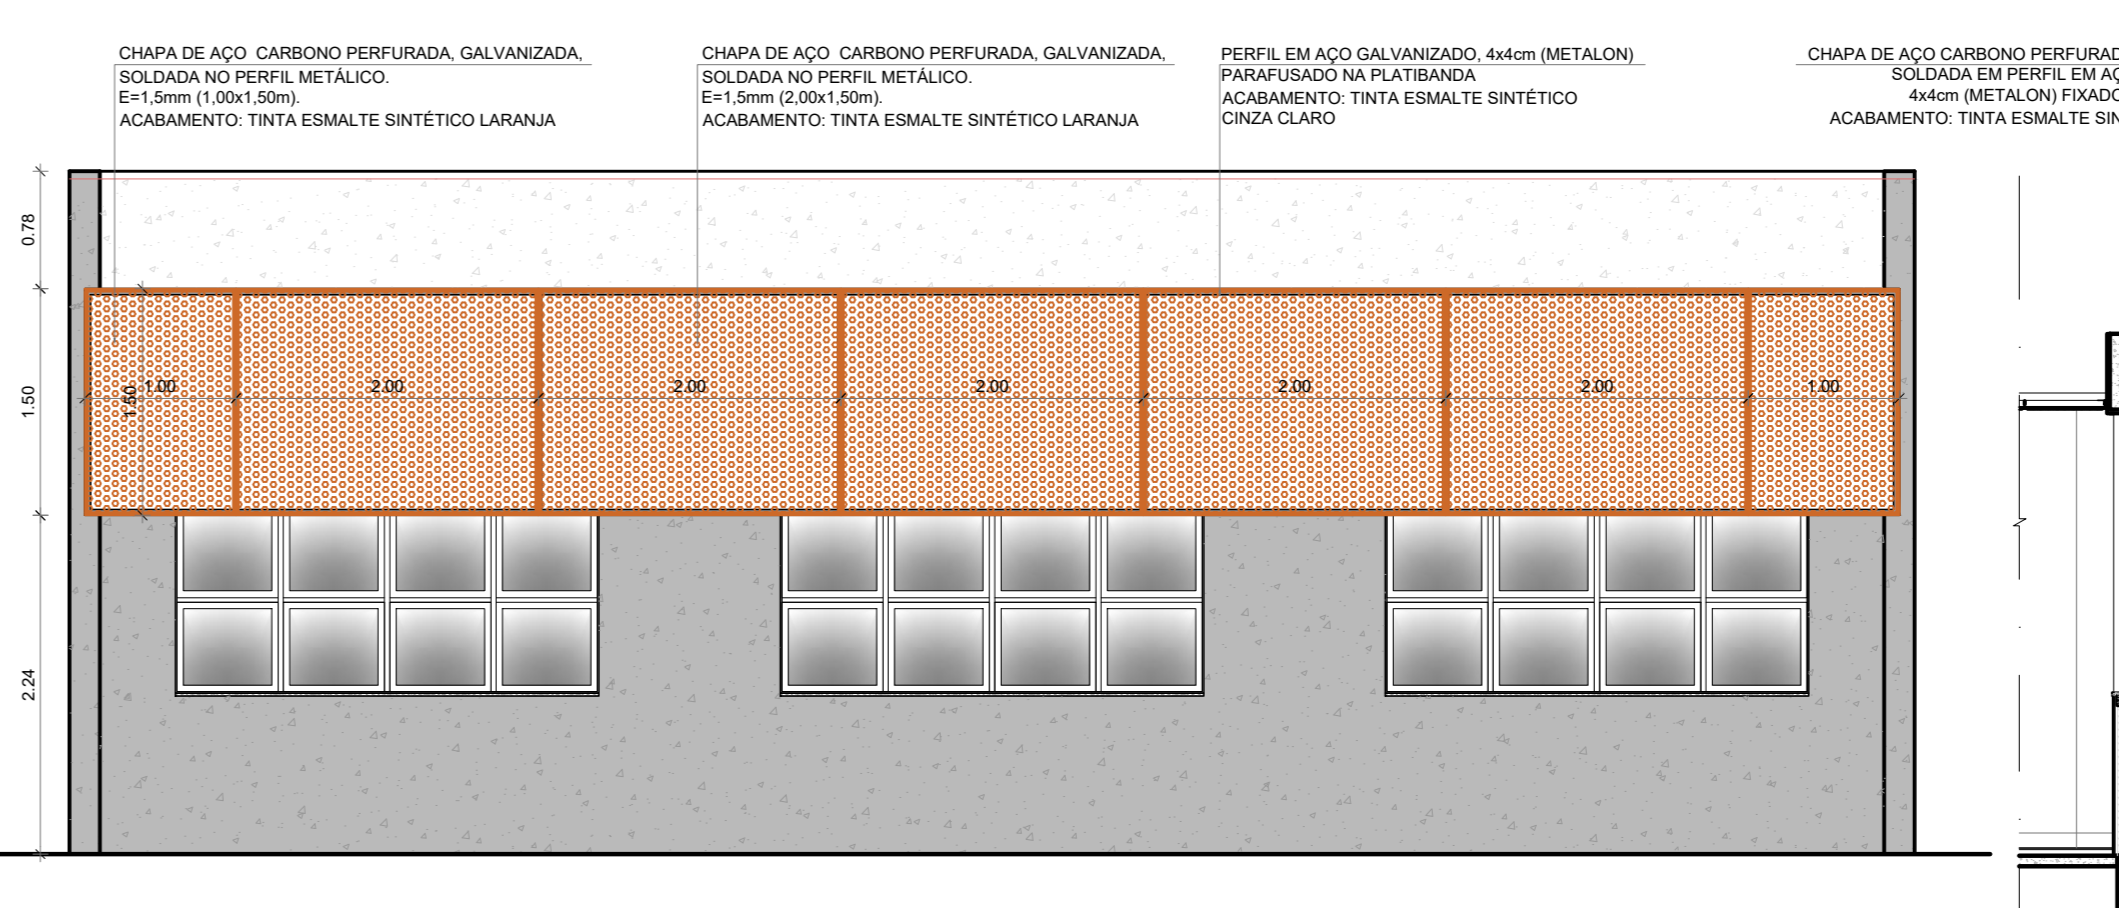 CHAPA DE AÇO CARBONO PERFURADA, GALVANIZADA,
SOLDADA NO PERFIL METÁLICO.
E=1,5mm (1,00x1,50m).
ACABAMENTO: TINTA ESMALTE SINTÉTICO LARANJA
CHAPA DE AÇO CARBONO PERFURADA, GALVANIZADA,
SOLDADA NO PERFIL METÁLICO.
E=1,5mm (2,00x1,50m).
ACABAMENTO: TINTA ESMALTE SINTÉTICO LARANJA
PERFIL EM AÇO GALVANIZADO, 4x4cm (METALON)
PARAFUSADO NA PLATIBANDA
ACABAMENTO: TINTA ESMALTE SINTÉTICO
CINZA CLARO
CHAPA DE AÇO CARBONO PERFURAD
SOLDADA EM PERFIL EM AÇ
4x4cm (METALON) FIXADO
ACABAMENTO: TINTA ESMALTE SIN
0.78
1.50
2.24
1.00
1.50
2.00
2.00
2.00
2.00
2.00
1.00